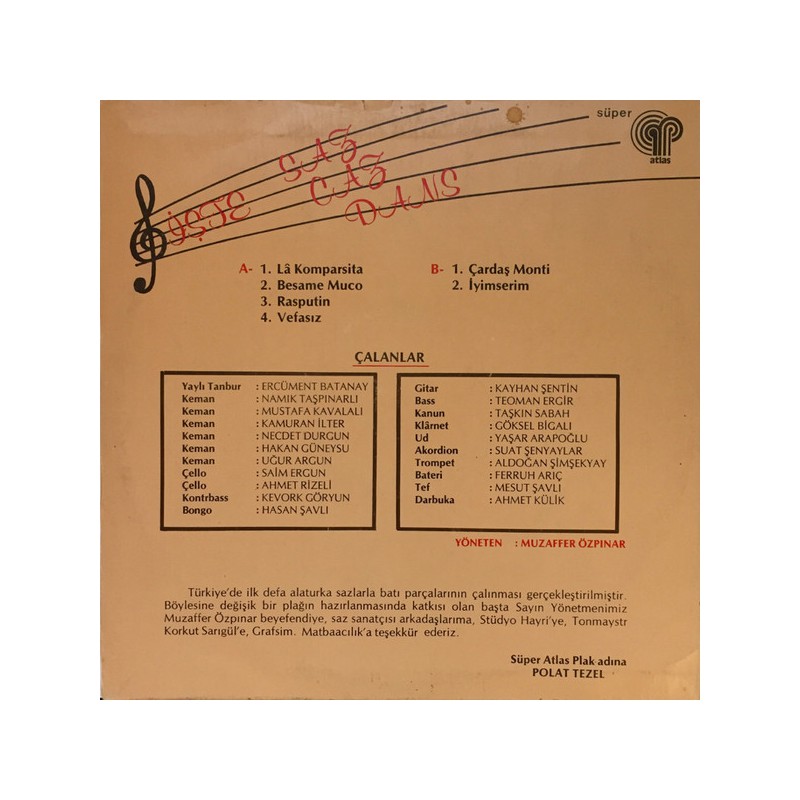 süper
atlas
İŞTE SAZ
CAZ
DANS
A- 1. Lâ Komparsita
2. Besame Muco
3. Rasputin
4. Vefasız
B- 1. Çardaş Monti
2. İyimserim
ÇALANLAR
Yaylı Tanbur : ERCÜMENT BATANAY
Keman : NAMIK TAŞPINARLI
Keman : MUSTAFA KAVALALI
Keman : KAMURAN İLTER
Keman : NECDET DURGUN
Keman : HAKAN GÜNEYSU
Keman : UĞUR ARGUN
Çello : SAİM ERGUN
Çello : AHMET RİZELİ
Kontrbass : KEVORK GÖRYUN
Bongo : HASAN ŞAVLI
Gitar : KAYHAN ŞENTİN
Bass : TEOMAN ERGİR
Kanun : TAŞKIN SABAH
Klârnet : GÖKSEL BİGALI
Ud : YAŞAR ARAPOĞLU
Akordion : SUAT ŞENYAYLAR
Trompet : ALDOĞAN ŞİMŞEKYAY
Bateri : FERRUH ARIÇ
Tef : MESUT ŞAVLI
Darbuka : AHMET KÜLİK
YÖNETEN : MUZAFFER ÖZPINAR
Türkiye'de ilk defa alaturka sazlarla batı parçalarının çalınması gerçekleştirilmiştir.
Böylesine değişik bir plağın hazırlanmasında katkısı olan başta Sayın Yönetmenimiz
Muzaffer Özpınar beyefendiye, saz sanatçısı arkadaşlarıma, Stüdyo Hayri'ye, Tonmaystr
Korkut Sarıgül'e, Grafsim. Matbaacılık'a teşekkür ederiz.
Süper Atlas Plak adına
POLAT TEZEL